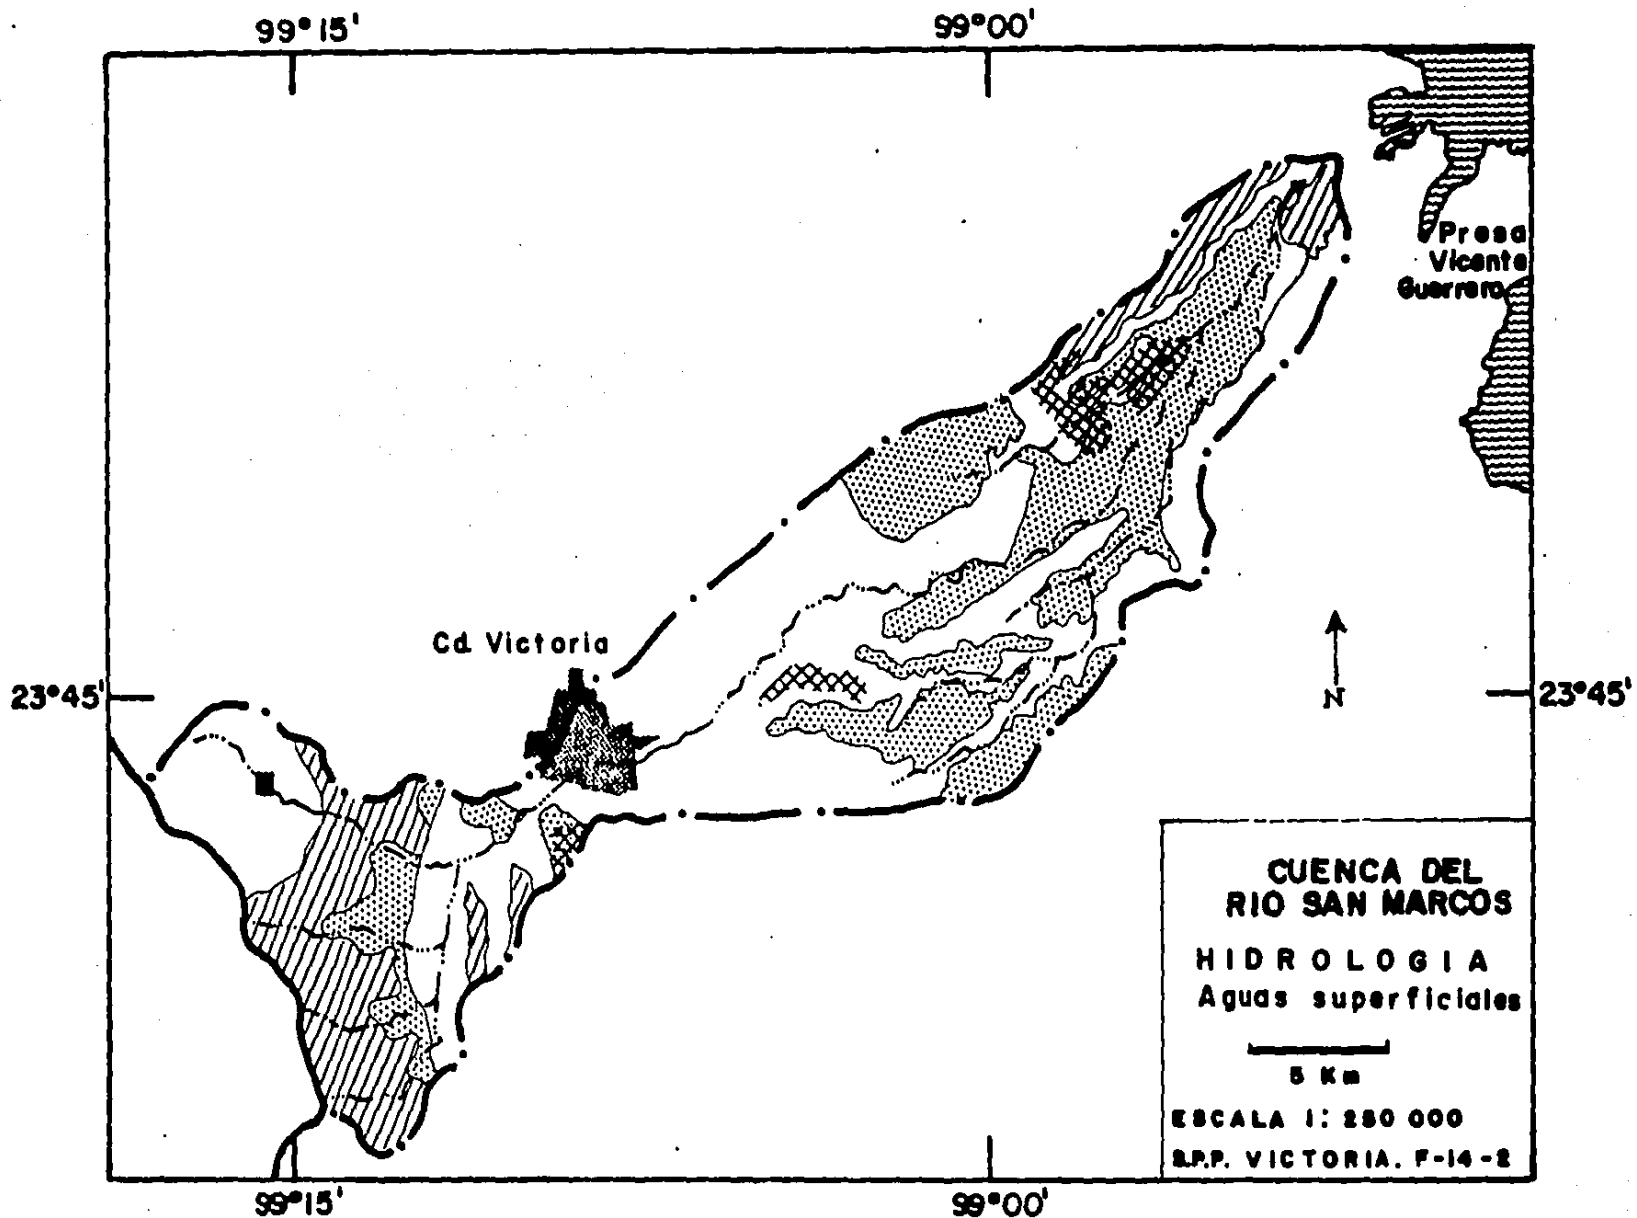 99°15'
99°00'
Presa
Vicente
Guerrero
Cd. Victoria
23°45'
23°45'
N
CUENCA DEL
RIO SAN MARCOS
HIDROLOGIA
Aguas superficiales
5 Km
ESCALA 1: 250 000
S.P.P. VICTORIA. F-14-2
99°15'
99°00'